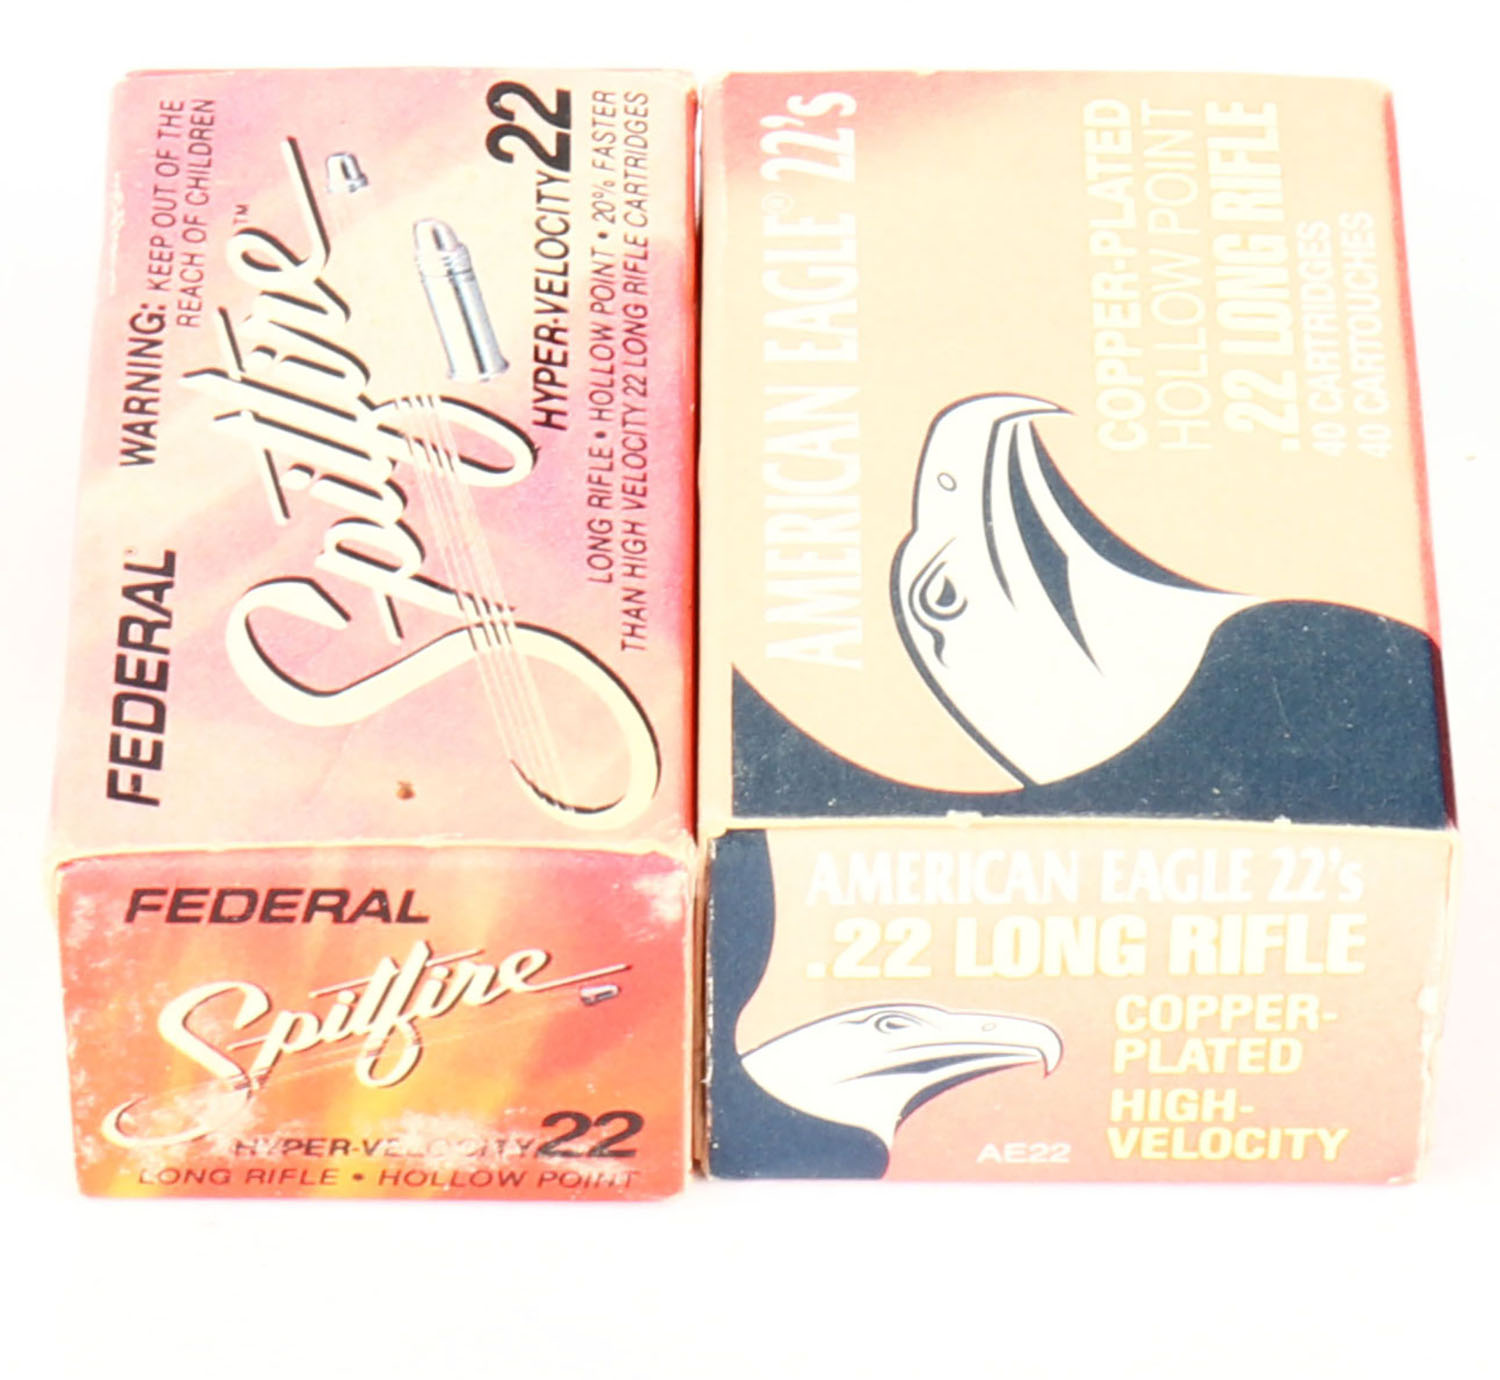 FEDERAL
WARNING: KEEP OUT OF THE
REACH OF CHILDREN
Spitfire™
HYPER-VELOCITY 22
LONG RIFLE • HOLLOW POINT • 20% FASTER
THAN HIGH VELOCITY 22 LONG RIFLE CARTRIDGES
FEDERAL
Spitfire
HYPER-VELOCITY 22
LONG RIFLE • HOLLOW POINT
AMERICAN EAGLE® 22's
COPPER-PLATED
HOLLOW POINT
.22 LONG RIFLE
40 CARTRIDGES
40 CARTOUCHES
AMERICAN EAGLE 22's
.22 LONG RIFLE
COPPER-
PLATED
HIGH-
VELOCITY
AE22